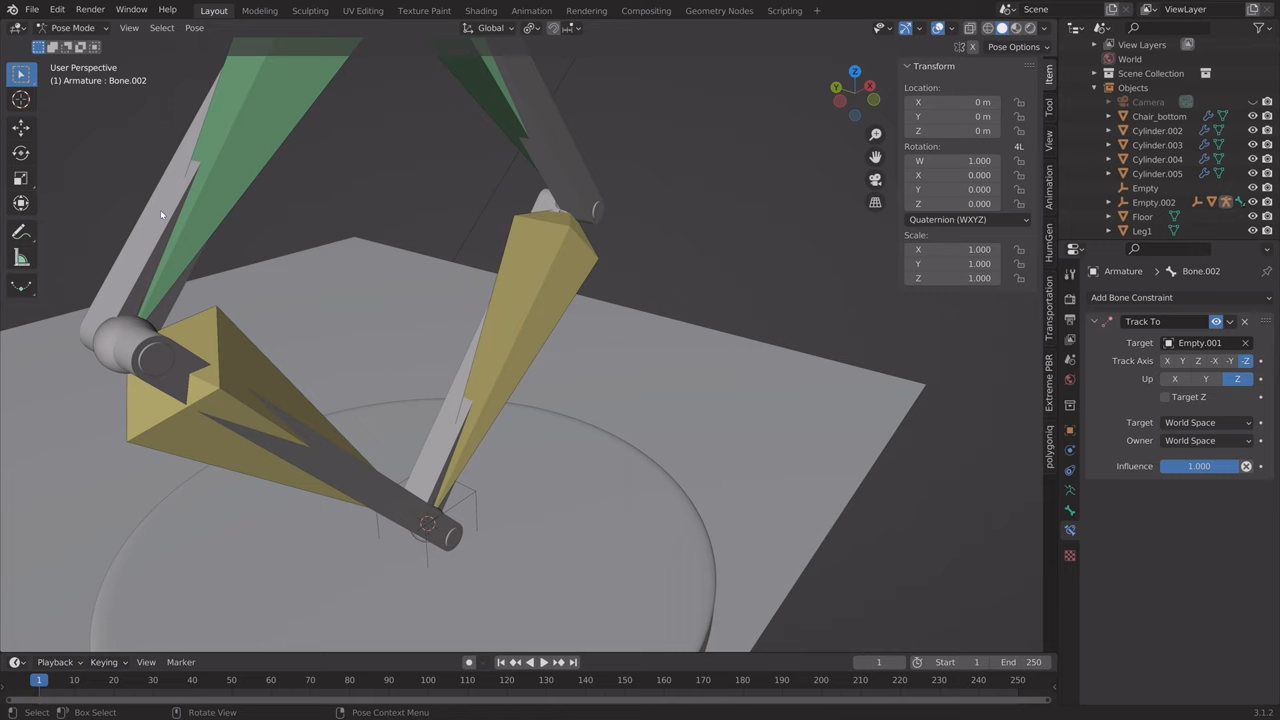 File Edit Render Window Help Layout Modeling Sculpting UV Editing Texture Paint Shading Animation Rendering Compositing Geometry Nodes Scripting + Scene ViewLayer
Pose Mode View Select Pose Global
X Pose Options
User Perspective
(1) Armature : Bone.002
Z
Y
X
Transform
Location:
X 0 m
Y 0 m
Z 0 m
Rotation: 4L
W 1.000
X 0.000
Y 0.000
Z 0.000
Quaternion (WXYZ)
Scale:
X 1.000
Y 1.000
Z 1.000
Item
Tool
View
Animation
HumGen
Transportation
Extreme PBR
polygoniq
View Layers
World
Scene Collection
Objects
Camera
Chair_bottom
Cylinder.002
Cylinder.003
Cylinder.004
Cylinder.005
Empty
Empty.002
Floor
Leg1
Armature Bone.002
Add Bone Constraint
Track To
Target Empty.001
Track Axis X Y Z -X -Y -Z
Up X Y Z
Target Z
Target World Space
Owner World Space
Influence 1.000
Playback Keying View Marker 1 Start 1 End 250
1 10 20 30 40 50 60 70 80 90 100 110 120 130 140 150 160 170 180 190 200 210 220 230 240 250
Select Box Select Rotate View Pose Context Menu 3.1.2